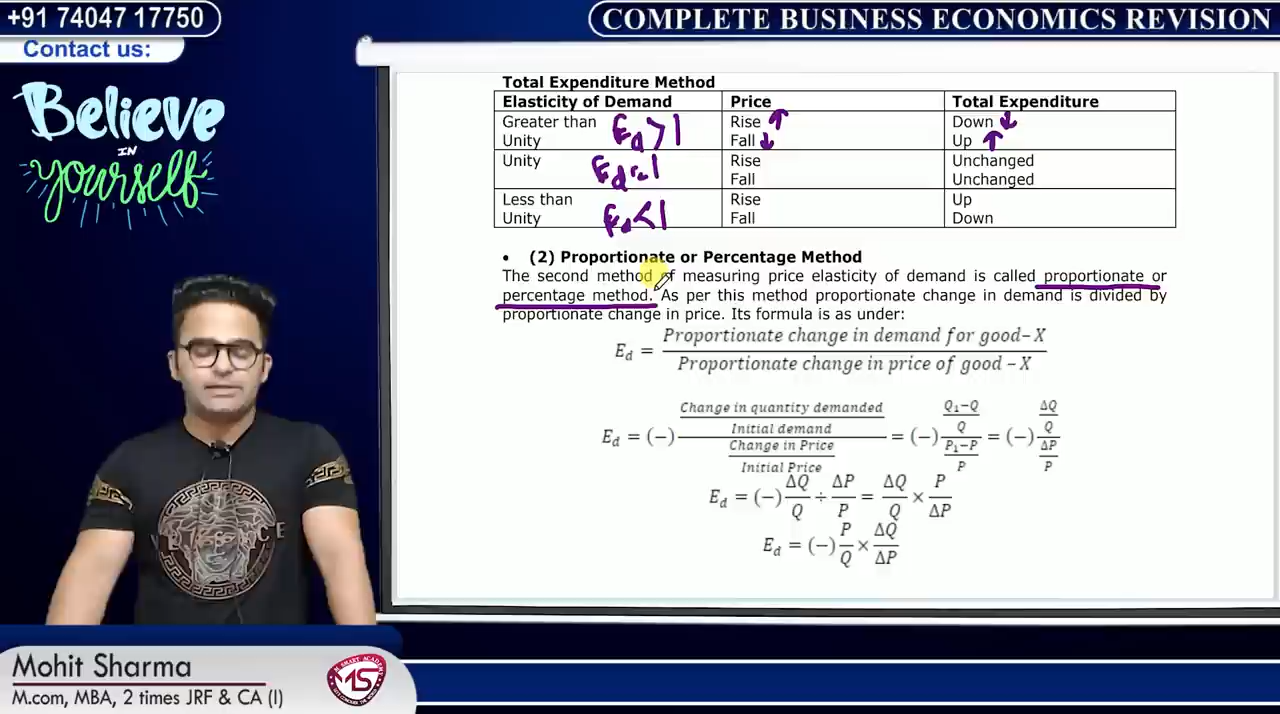 +91 74047 17750
COMPLETE BUSINESS ECONOMICS REVISION
Contact us:
Believe
IN
yourself
Total Expenditure Method
Elasticity of Demand Price Total Expenditure
Greater than Rise ↑ Down ↓
Unity Ed>1 Fall ↓ Up ↑
Unity Ed=1 Rise Unchanged
Fall Unchanged
Less than Rise Up
Unity Ed<1 Fall Down
• (2) Proportionate or Percentage Method
The second method of measuring price elasticity of demand is called proportionate or
percentage method. As per this method proportionate change in demand is divided by
proportionate change in price. Its formula is as under:
E_d = Proportionate change in demand for good–X / Proportionate change in price of good – X
E_d = (−) (Change in quantity demanded / Initial demand) / (Change in Price / Initial Price) = (−) ((Q₁−Q)/Q) / ((P₁−P)/P) = (−) (ΔQ/Q) / (ΔP/P)
E_d = (−) ΔQ/Q ÷ ΔP/P = ΔQ/Q × P/ΔP
E_d = (−) P/Q × ΔQ/ΔP
Mohit Sharma
M.com, MBA, 2 times JRF & CA (I)
MS